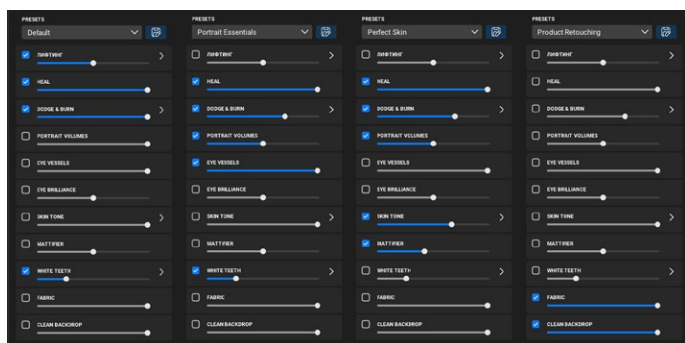 PRESETS
Default
ЛИФТИНГ
HEAL
DODGE & BURN
PORTRAIT VOLUMES
EYE VESSELS
EYE BRILLIANCE
SKIN TONE
MATTIFIER
WHITE TEETH
FABRIC
CLEAN BACKDROP
PRESETS
Portrait Essentials
ЛИФТИНГ
HEAL
DODGE & BURN
PORTRAIT VOLUMES
EYE VESSELS
EYE BRILLIANCE
SKIN TONE
MATTIFIER
WHITE TEETH
FABRIC
CLEAN BACKDROP
PRESETS
Perfect Skin
ЛИФТИНГ
HEAL
DODGE & BURN
PORTRAIT VOLUMES
EYE VESSELS
EYE BRILLIANCE
SKIN TONE
MATTIFIER
WHITE TEETH
FABRIC
CLEAN BACKDROP
PRESETS
Product Retouching
ЛИФТИНГ
HEAL
DODGE & BURN
PORTRAIT VOLUMES
EYE VESSELS
EYE BRILLIANCE
SKIN TONE
MATTIFIER
WHITE TEETH
FABRIC
CLEAN BACKDROP